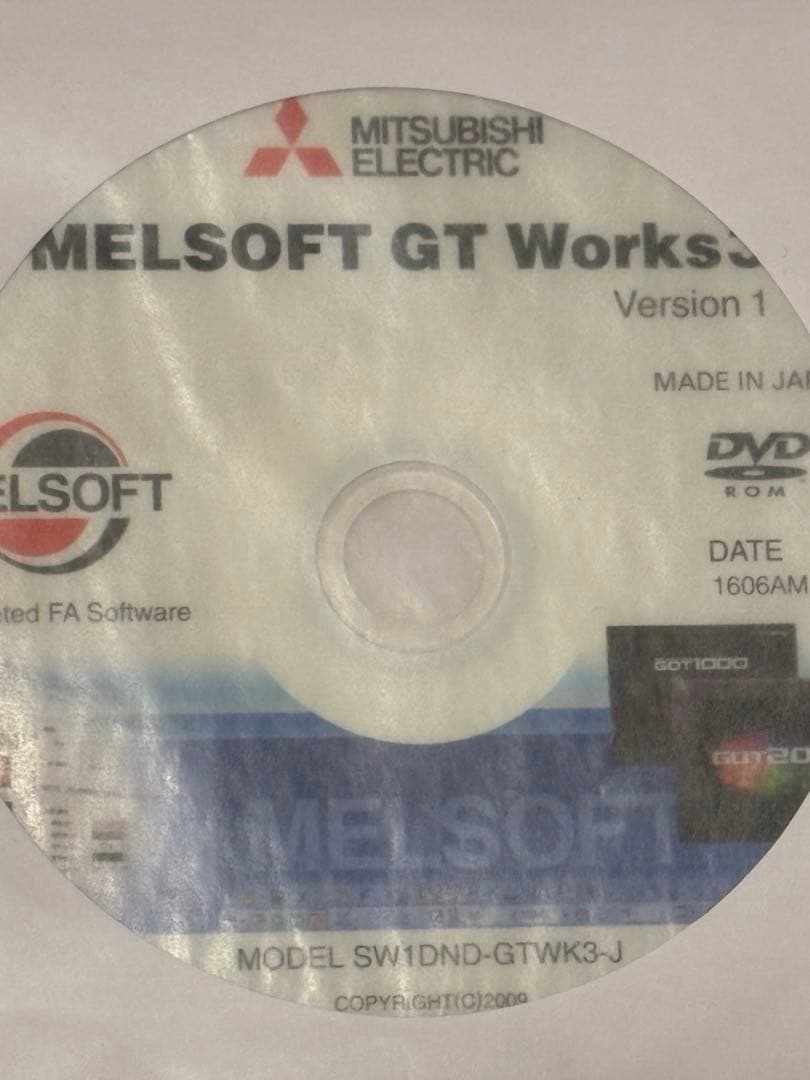 MITSUBISHI
ELECTRIC
MELSOFT GT Works3
Version 1
MADE IN JAP
DVD
ROM
ELSOFT
DATE
1606AM
ted FA Software
GOT1000
GOT20
MELSOFT
MODEL SW1DND-GTWK3-J
COPYRIGHT(C)2009